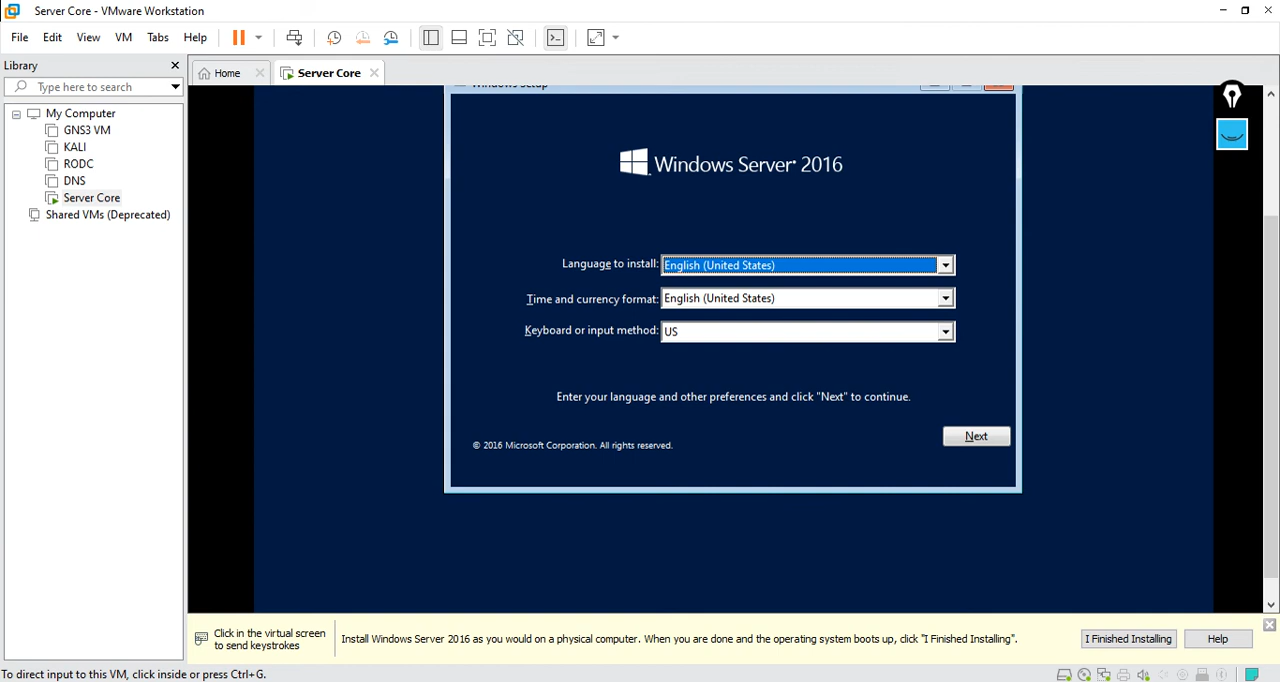 Server Core - VMware Workstation
File Edit View VM Tabs Help
Library
Type here to search
Home
Server Core
My Computer
GNS3 VM
KALI
RODC
DNS
Server Core
Shared VMs (Deprecated)
Windows Setup
Windows Server® 2016
Language to install: English (United States)
Time and currency format: English (United States)
Keyboard or input method: US
Enter your language and other preferences and click "Next" to continue.
Next
© 2016 Microsoft Corporation. All rights reserved.
Click in the virtual screen
to send keystrokes
Install Windows Server 2016 as you would on a physical computer. When you are done and the operating system boots up, click "I Finished Installing".
I Finished Installing
Help
To direct input to this VM, click inside or press Ctrl+G.